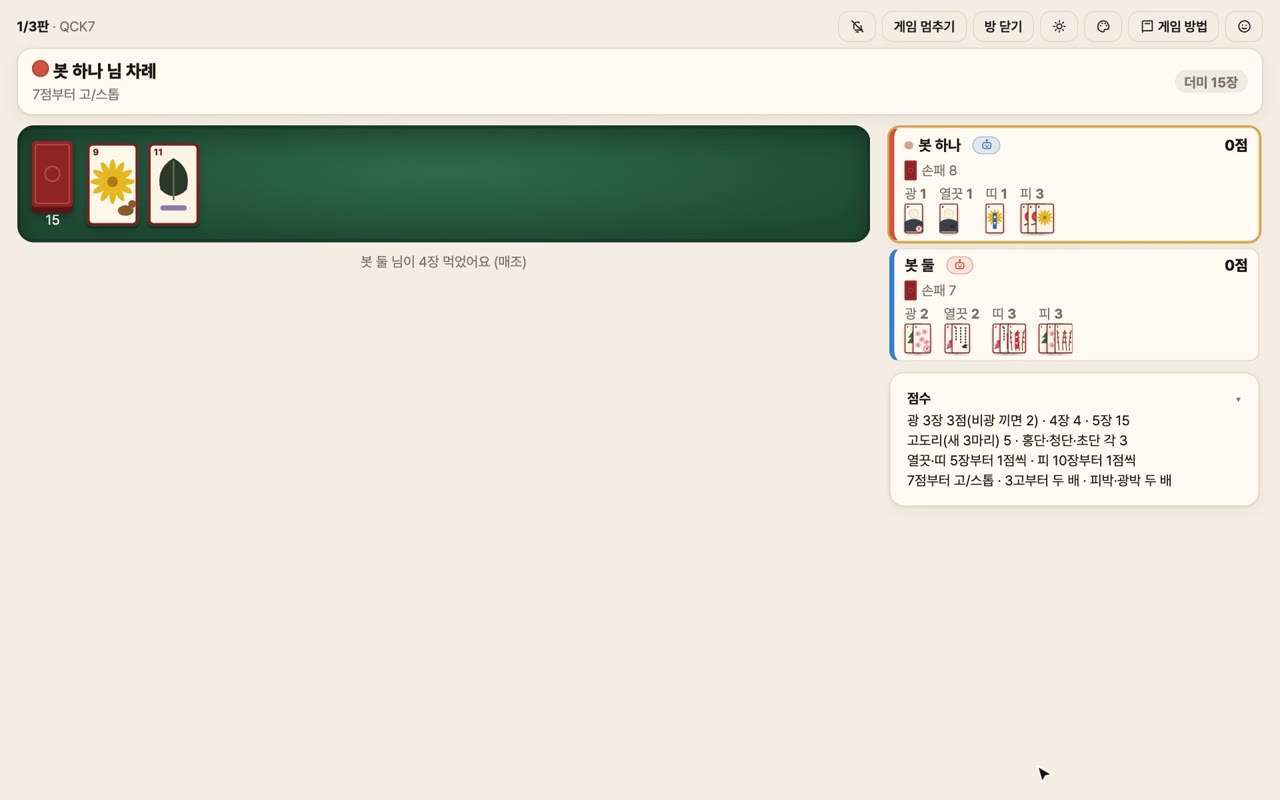 1/3판 · QCK7
게임 멈추기
방 닫기
게임 방법
봇 하나 님 차례
7점부터 고/스톱
더미 15장
15
9
11
봇 둘 님이 4장 먹었어요 (매조)
봇 하나
0점
손패 8
광 1 열끗 1 띠 1 피 3
봇 둘
0점
손패 7
광 2 열끗 2 띠 3 피 3
점수
광 3장 3점(비광 끼면 2) · 4장 4 · 5장 15
고도리(새 3마리) 5 · 홍단·청단·초단 각 3
열끗·띠 5장부터 1점씩 · 피 10장부터 1점씩
7점부터 고/스톱 · 3고부터 두 배 · 피박·광박 두 배